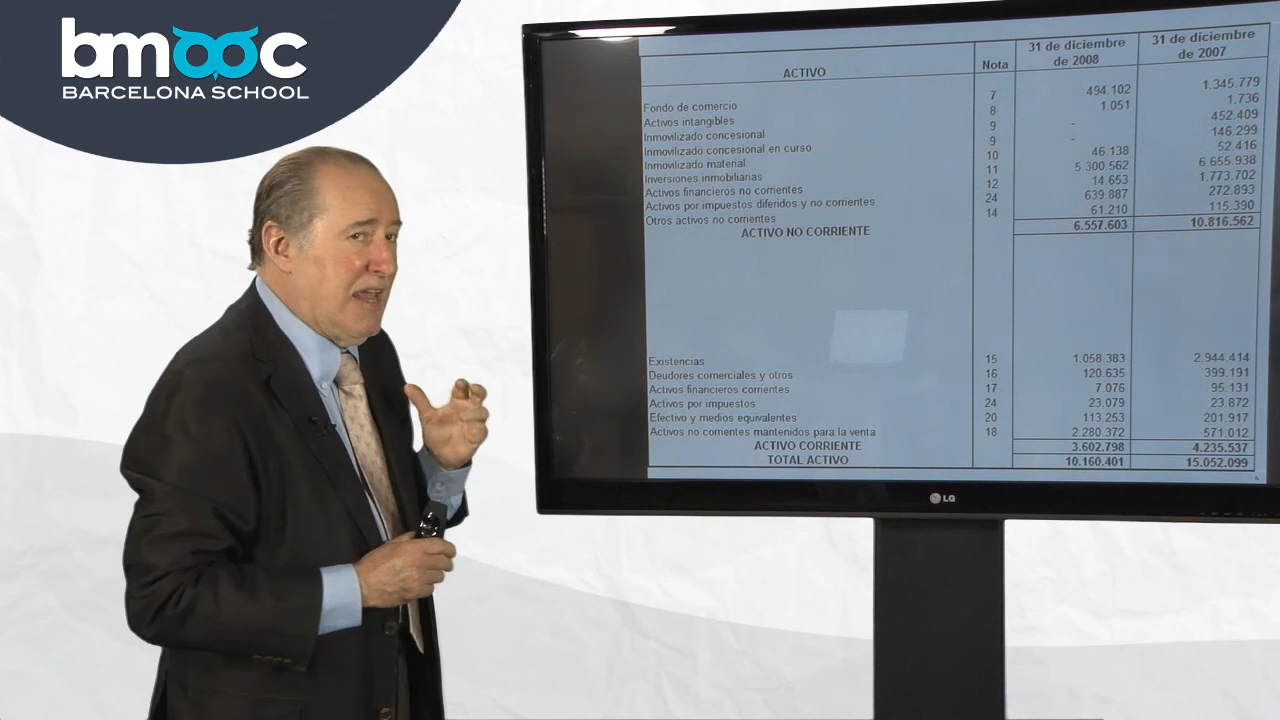 bmooc
BARCELONA SCHOOL
ACTIVO Nota 31 de diciembre de 2008 31 de diciembre de 2007
Fondo de comercio 7 494.102 1.345.779
Activos intangibles 8 1.051 1.736
Inmovilizado concesional 9 - 452.409
Inmovilizado concesional en curso 9 - 146.299
Inmovilizado material 10 46.138 52.416
Inversiones inmobiliarias 11 5.300.562 6.655.938
Activos financieros no corrientes 12 14.653 1.773.702
Activos por impuestos diferidos y no corrientes 24 639.887 272.893
Otros activos no corrientes 14 61.210 115.390
ACTIVO NO CORRIENTE 6.557.603 10.816.562
Existencias 15 1.058.383 2.944.414
Deudores comerciales y otros 16 120.635 399.191
Activos financieros corrientes 17 7.076 95.131
Activos por impuestos 24 23.079 23.872
Efectivo y medios equivalentes 20 113.253 201.917
Activos no corrientes mantenidos para la venta 18 2.280.372 571.012
ACTIVO CORRIENTE 3.602.798 4.235.537
TOTAL ACTIVO 10.160.401 15.052.099
LG